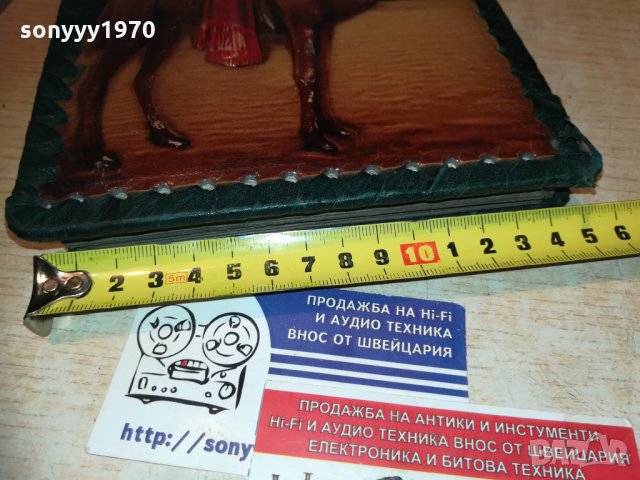 sonyyy1970
2 3 5m 4 5 6 7 8 9 10 1 2 3 4 5 6
ПРОДАЖБА НА Hi-Fi
И АУДИО ТЕХНИКА
ВНОС ОТ ШВЕЙЦАРИЯ
http://sony
ПРОДАЖБА НА АНТИКИ И ИНСТУМЕНТИ
Hi-Fi И АУДИО ТЕХНИКА ВНОС ОТ ШВЕЙЦАРИЯ
ЕЛЕКТРОНИКА И БИТОВА ТЕХНИКА